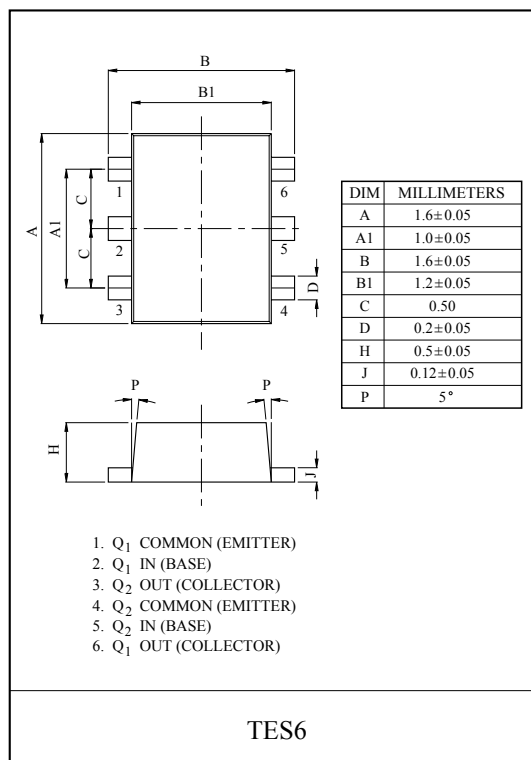 B
B1
1
6
C
A
A1
2
5
C
D
3
4
P
P
H
J
DIM MILLIMETERS
A 1.6±0.05
A1 1.0±0.05
B 1.6±0.05
B1 1.2±0.05
C 0.50
D 0.2±0.05
H 0.5±0.05
J 0.12±0.05
P 5°
1. Q1 COMMON (EMITTER)
2. Q1 IN (BASE)
3. Q2 OUT (COLLECTOR)
4. Q2 COMMON (EMITTER)
5. Q2 IN (BASE)
6. Q1 OUT (COLLECTOR)
TES6